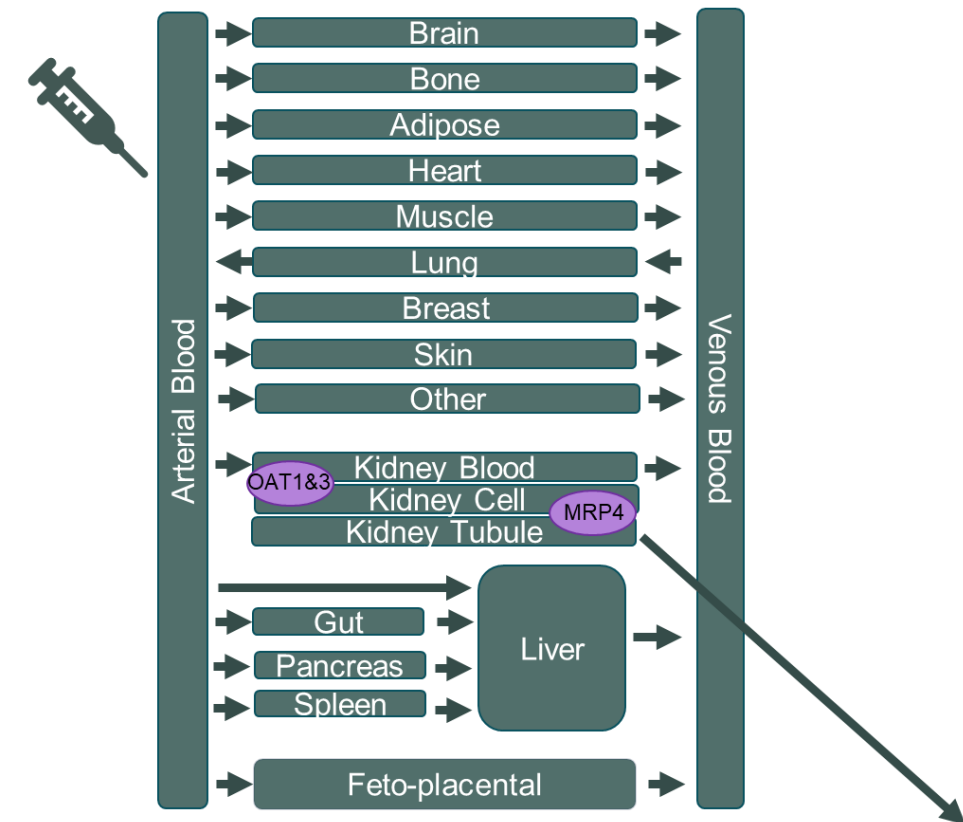 Brain
Bone
Adipose
Heart
Muscle
Lung
Breast
Skin
Other
Arterial Blood
Venous Blood
Kidney Blood
OAT1&3
Kidney Cell
MRP4
Kidney Tubule
Gut
Liver
Pancreas
Spleen
Feto-placental